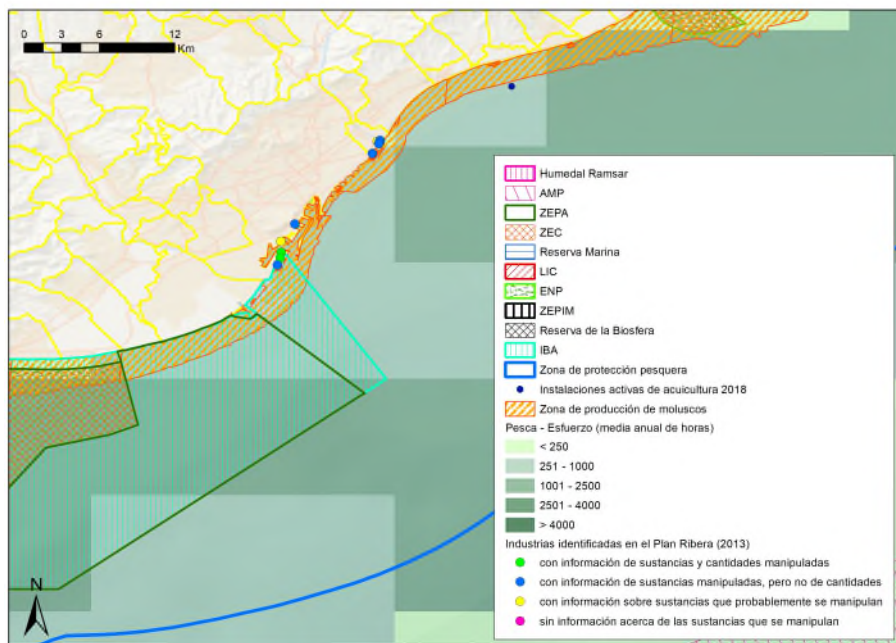 0 3 6 12
Km
Humedal Ramsar
AMP
ZEPA
ZEC
Reserva Marina
LIC
ENP
ZEPIM
Reserva de la Biosfera
IBA
Zona de protección pesquera
Instalaciones activas de acuicultura 2018
Zona de producción de moluscos
Pesca - Esfuerzo (media anual de horas)
< 250
251 - 1000
1001 - 2500
2501 - 4000
> 4000
Industrias identificadas en el Plan Ribera (2013)
con información de sustancias y cantidades manipuladas
con información de sustancias manipuladas, pero no de cantidades
con información sobre sustancias que probablemente se manipulan
sin información acerca de las sustancias que se manipulan
N